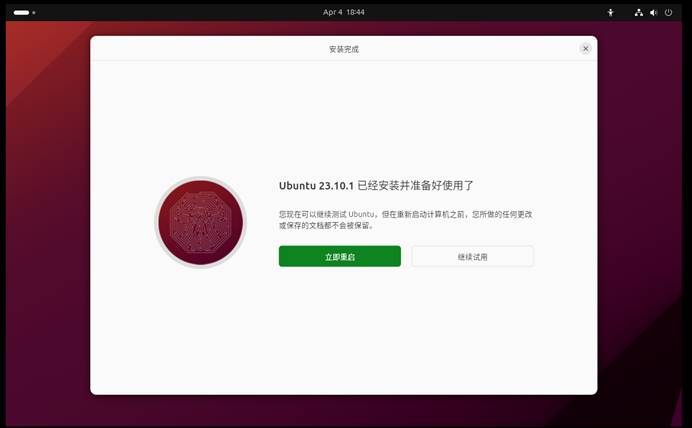 Apr 4 18:44
安装完成
Ubuntu 23.10.1 已经安装并准备好使用了
您现在可以继续测试 Ubuntu，但在重新启动计算机之前，您所做的任何更改
或保存的文档都不会被保留。
立即重启
继续试用